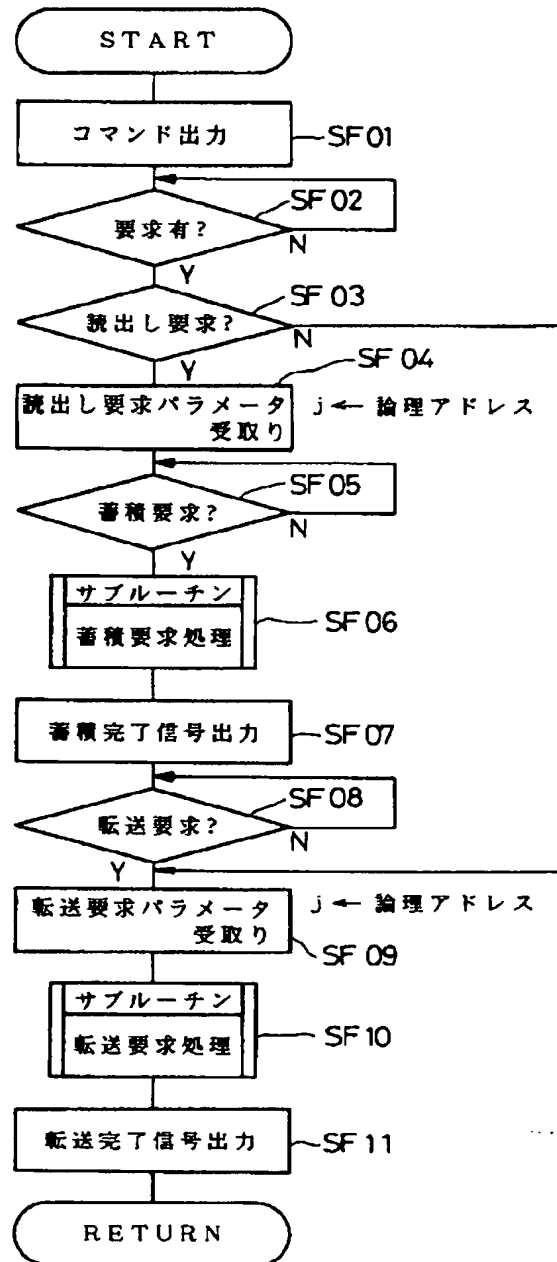 START
コマンド出力
SF01
SF02
要求有?
N
Y
SF03
読出し要求?
N
Y
SF04
読出し要求パラメータ
受取り
j ← 論理アドレス
SF05
蓄積要求?
N
Y
サブルーチン
蓄積要求処理
SF06
蓄積完了信号出力
SF07
SF08
転送要求?
N
Y
転送要求パラメータ
受取り
j ← 論理アドレス
SF09
サブルーチン
転送要求処理
SF10
転送完了信号出力
SF11
RETURN